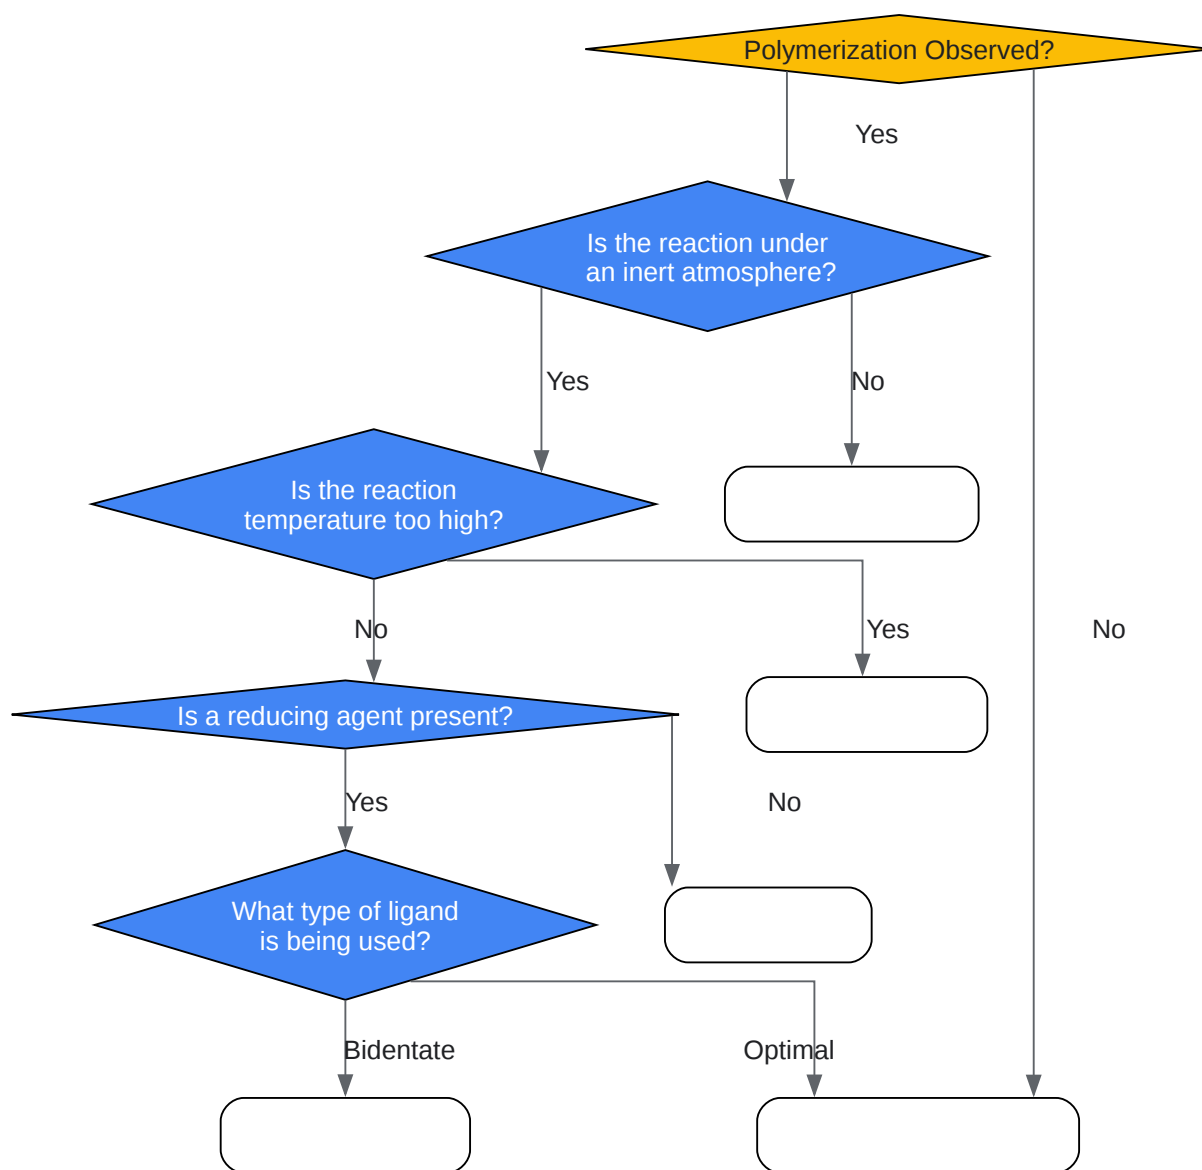 Polymerization Observed?
Yes
Is the reaction under
an inert atmosphere?
Yes
No
Is the reaction
temperature too high?
No
Yes
No
Is a reducing agent present?
Yes
No
What type of ligand
is being used?
Bidentate
Optimal